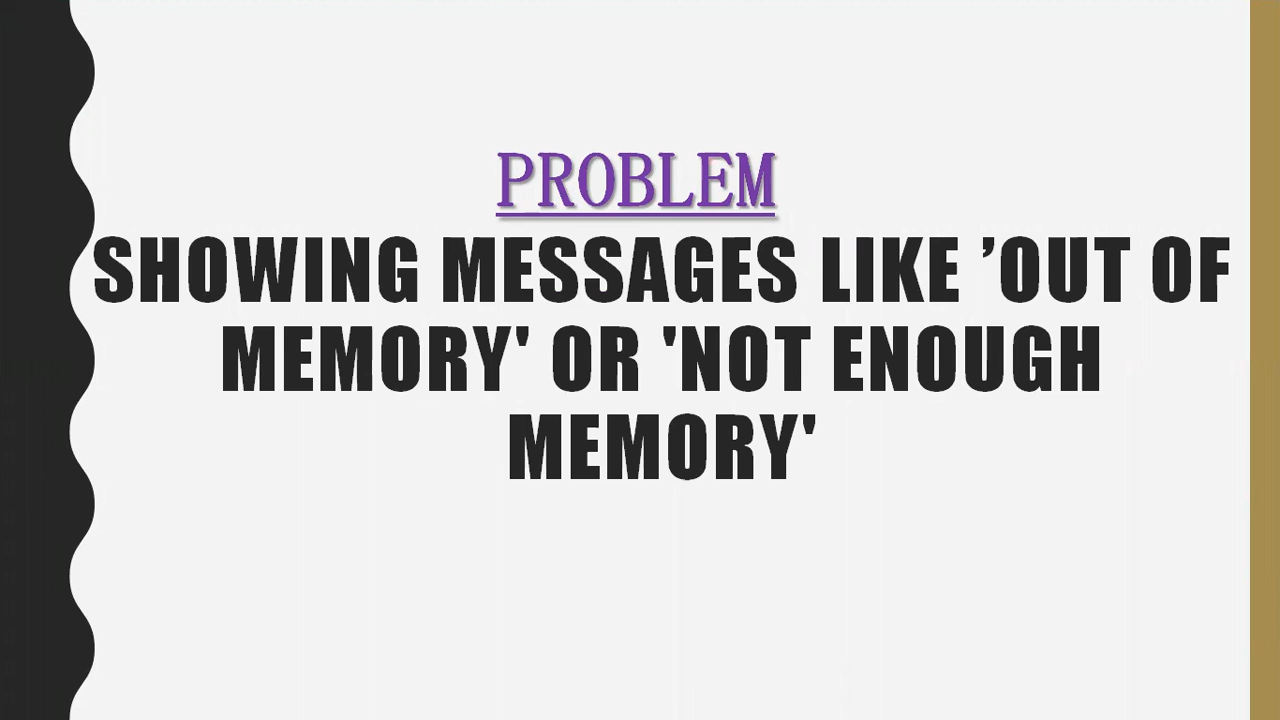 PROBLEM
SHOWING MESSAGES LIKE ’OUT OF
MEMORY' OR 'NOT ENOUGH
MEMORY'